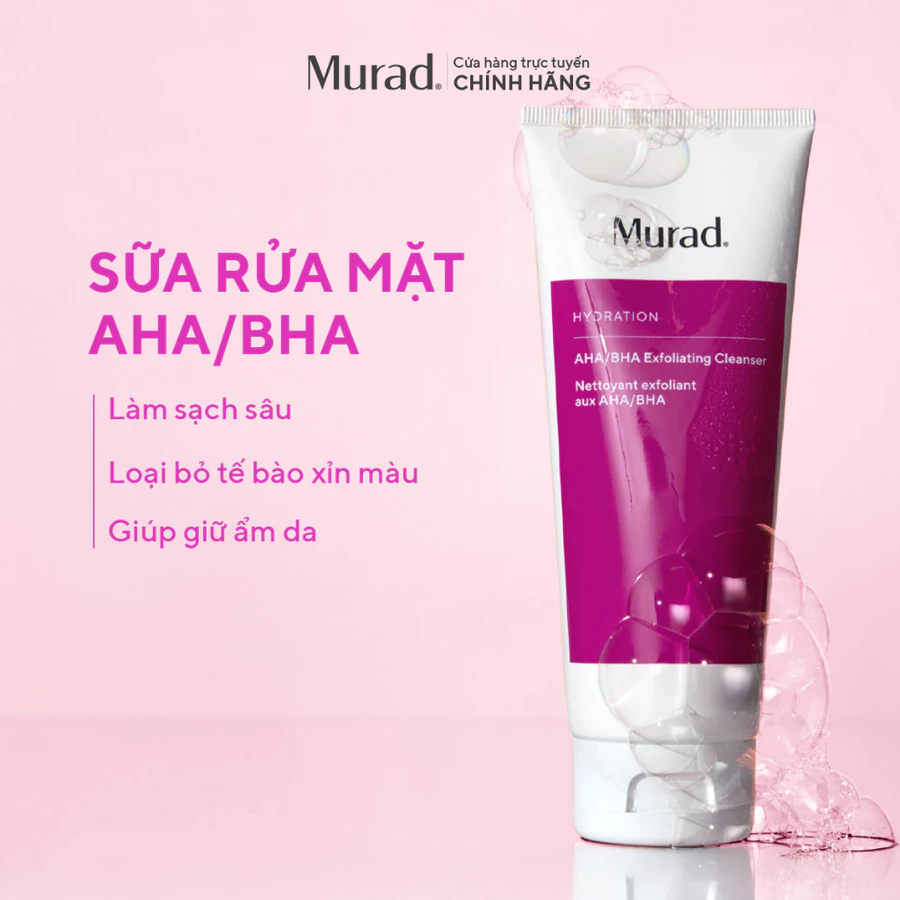 Murad.
Cửa hàng trực tuyến
CHÍNH HÃNG
SỮA RỬA MẶT
AHA/BHA
Làm sạch sâu
Loại bỏ tế bào xỉn màu
Giúp giữ ẩm da
Murad.
HYDRATION
AHA/BHA Exfoliating Cleanser
Nettoyant exfoliant
aux AHA/BHA